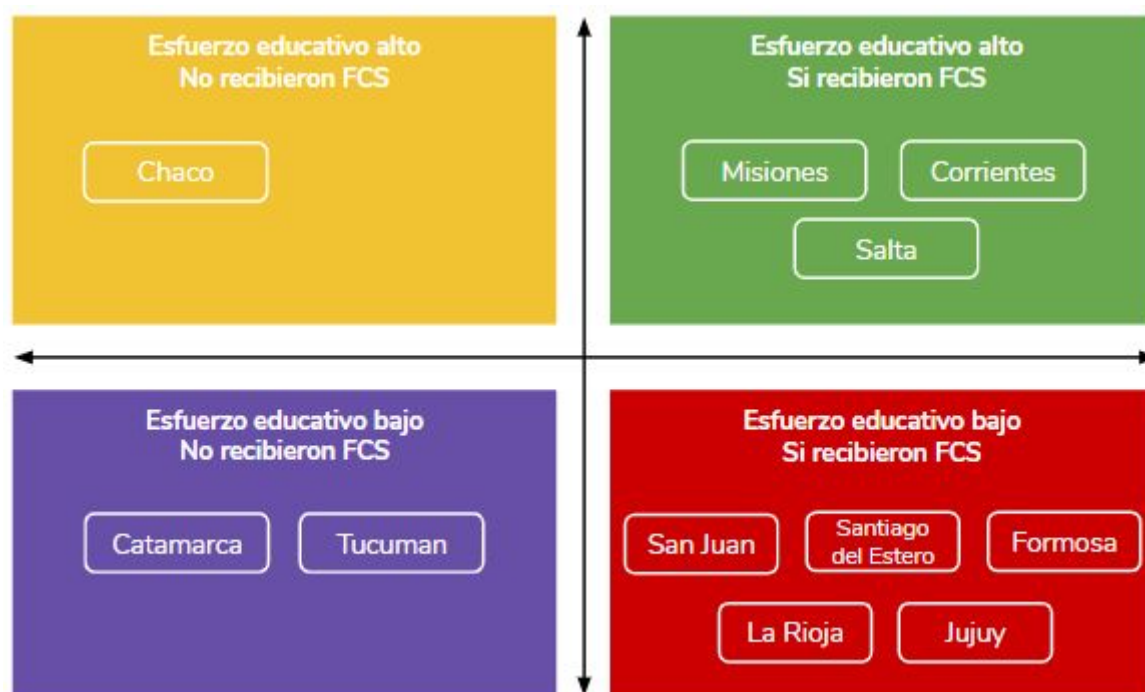 Esfuerzo educativo alto
No recibieron FCS
Chaco
Esfuerzo educativo alto
Si recibieron FCS
Misiones
Corrientes
Salta
Esfuerzo educativo bajo
No recibieron FCS
Catamarca
Tucuman
Esfuerzo educativo bajo
Si recibieron FCS
San Juan
Santiago
del Estero
Formosa
La Rioja
Jujuy